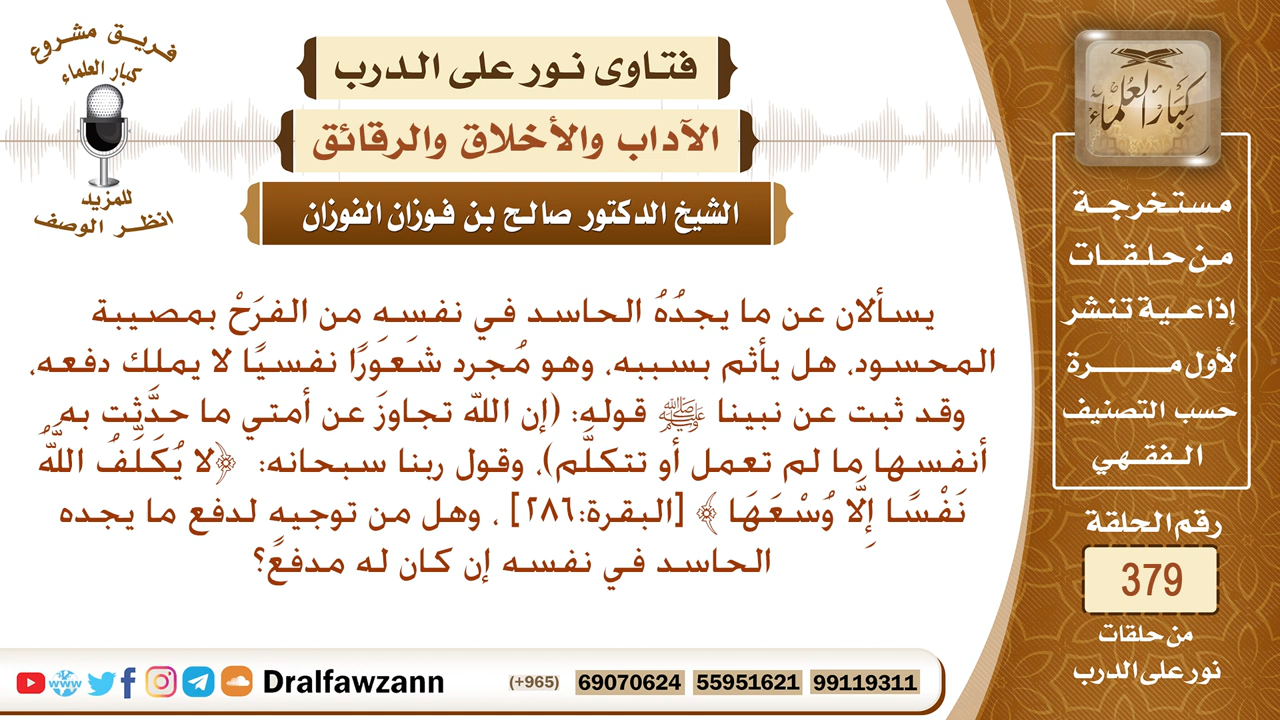 فريق مشروع
كبار العلماء
للمزيد
انظر الوصف
فتاوى نور على الدرب
الآداب والأخلاق والرقائق
الشيخ الدكتور صالح بن فوزان الفوزان
يسألان عن ما يجدُهُ الحاسد في نفسَهِ من الفرَحْ بمصيبة
المحسود، هل يأثم بسببه، وهو مُجرد شَعَورًا نفسيًا لا يملك دفعه،
وقد ثبت عن نبينا ﷺ قوله: (إن اللّه تجاوزَ عن أمتي ما حدَّثت به
أنفسها ما لم تعمل أو تتكلَّم)، وقول ربنا سبحانه: ﴿لا يُكَلِّفُ اللَّهُ
نَفْسًا إِلَّا وُسْعَهَا ﴾ [البقرة:٢٨٦] ، وهل من توجيهٍ لدفع ما يجده
الحاسد في نفسه إن كان له مدفعٌ؟
كبار العلماء
مستخرجة
من حلقات
إذاعية تنشر
لأول مرة
حسب التصنيف
الفقهي
رقم الحلقة
379
من حلقات
نور على الدرب
www Dralfawzann (+965) 69070624 55951621 99119311